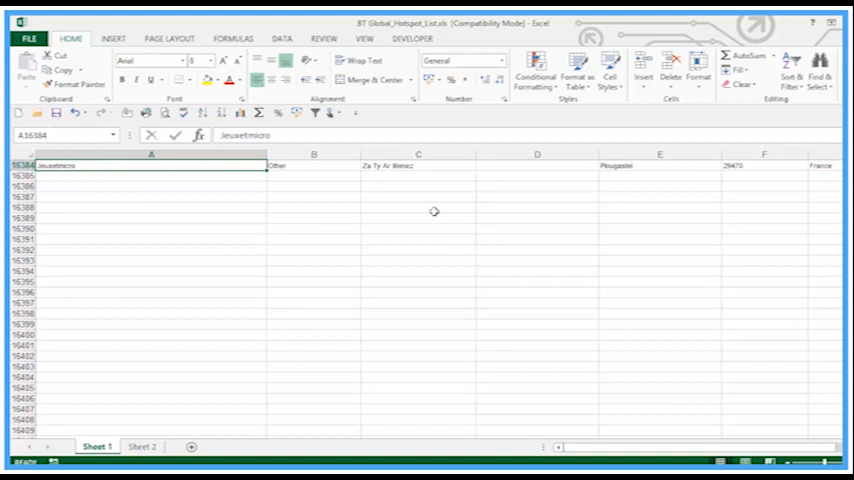 BT Global_Hotspot_List.xls [Compatibility Mode] - Excel
FILE HOME INSERT PAGE LAYOUT FORMULAS DATA REVIEW VIEW DEVELOPER
Paste Cut Copy Format Painter
Arial 8
B I U
Wrap Text
Merge & Center
General
Conditional Formatting Format as Table Cell Styles
Insert Delete Format
AutoSum Fill Clear
Sort & Filter Find & Select
Clipboard Font Alignment Number Styles Cells Editing
A16384 fx Jeuxetmicro
A B C D E F
16384 Jeuxetmicro Other Za Ty Ar Menez Plougastel 29470 France
16385
16386
16387
16388
16389
16390
16391
16392
16393
16394
16395
16396
16397
16398
16399
16400
16401
16402
16403
16404
16405
16406
16407
16408
16409
Sheet 1 Sheet 2
READY